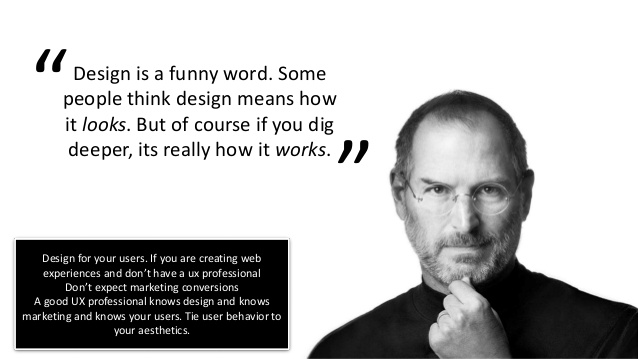 “ Design is a funny word. Some
people think design means how
it looks. But of course if you dig
deeper, its really how it works. ”
Design for your users. If you are creating web
experiences and don’t have a ux professional
Don’t expect marketing conversions
A good UX professional knows design and knows
marketing and knows your users. Tie user behavior to
your aesthetics.